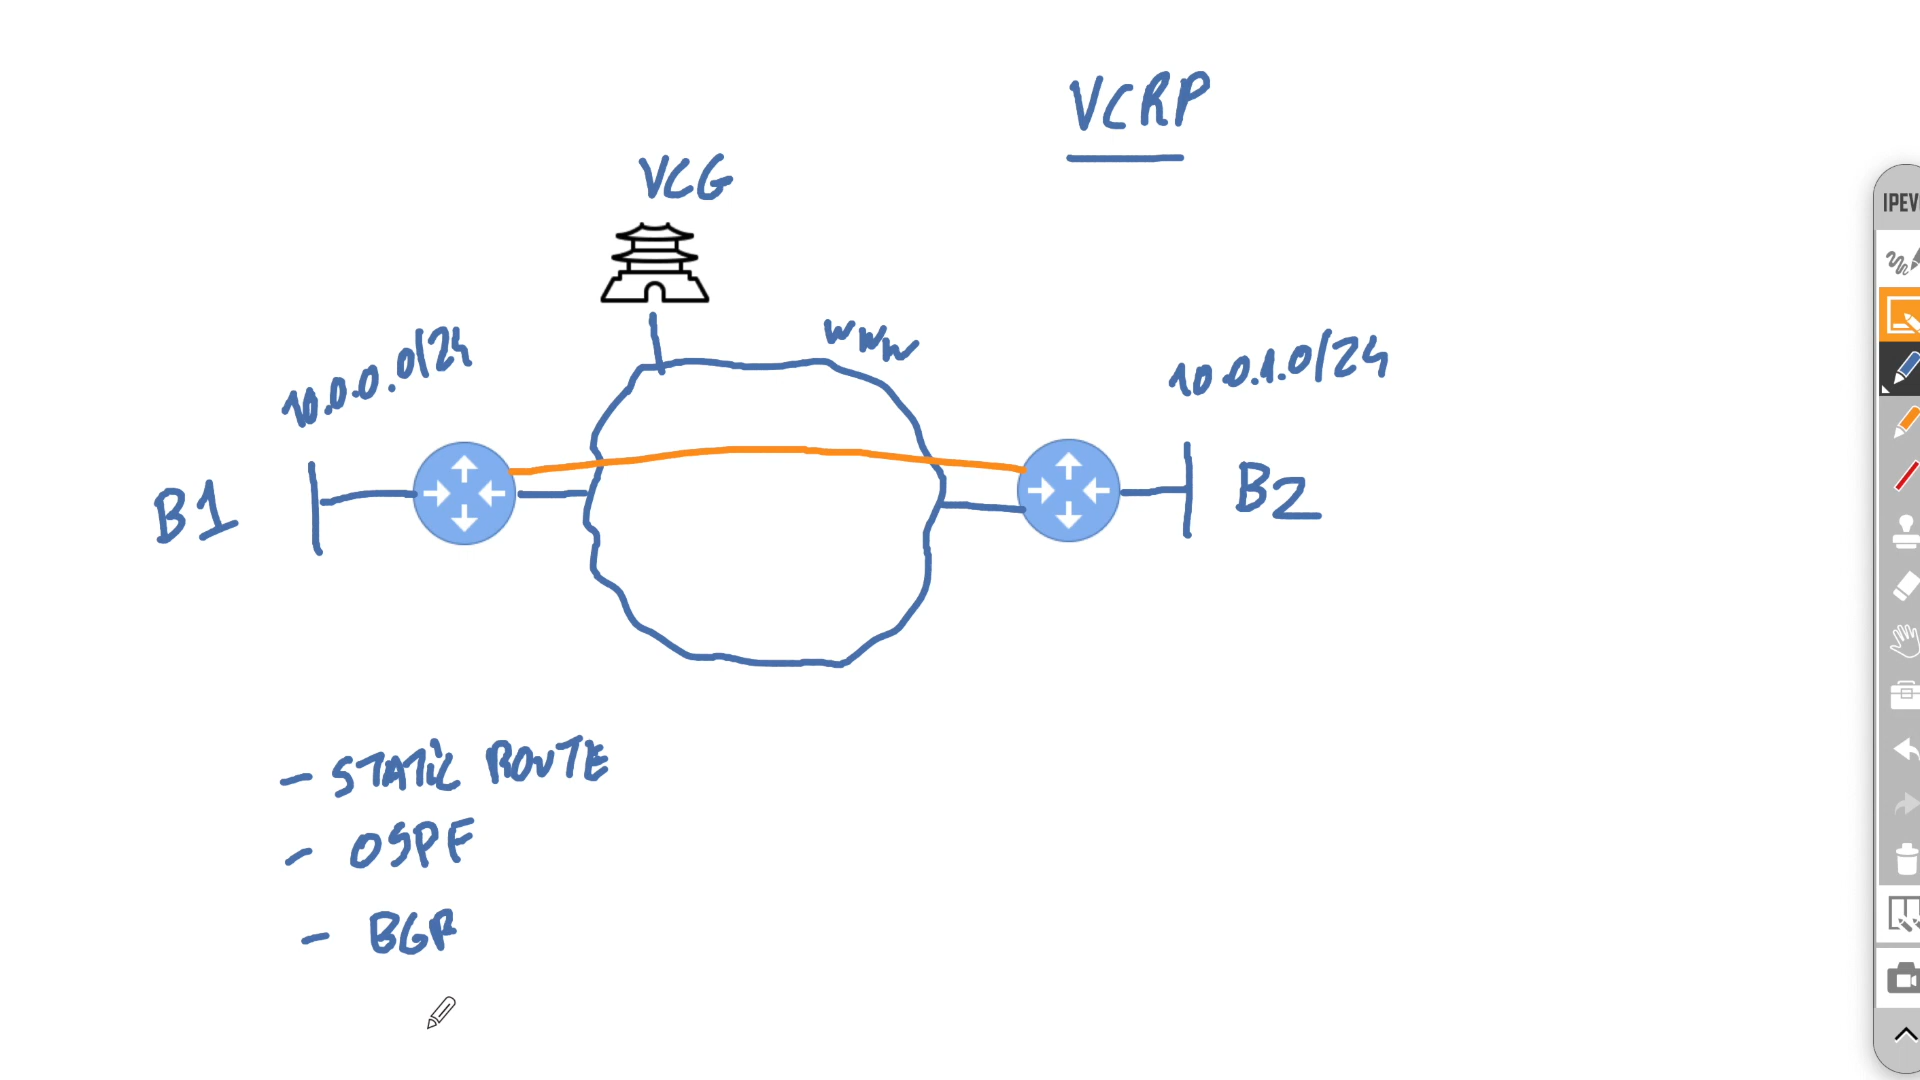 VCRP
VCG
www
10.0.0.0/24
10.0.1.0/24
B1
B2
- STATiC ROUTE
- OSPF
- BGP
IPEV